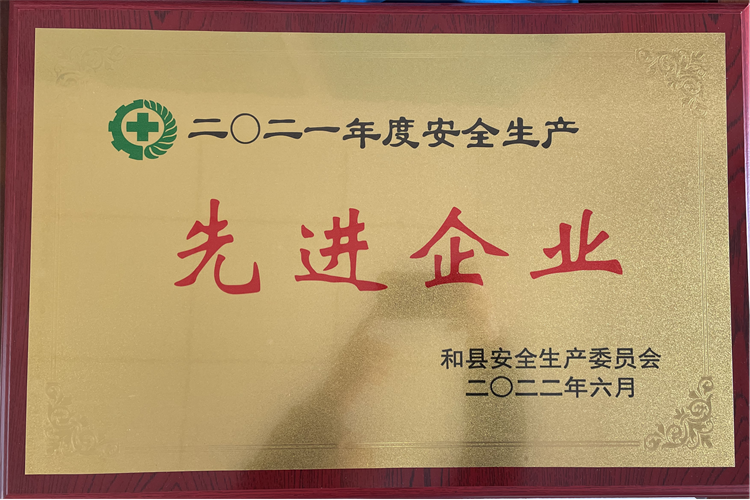 二〇二一年度安全生产
先进企业
和县安全生产委员会
二〇二二年六月